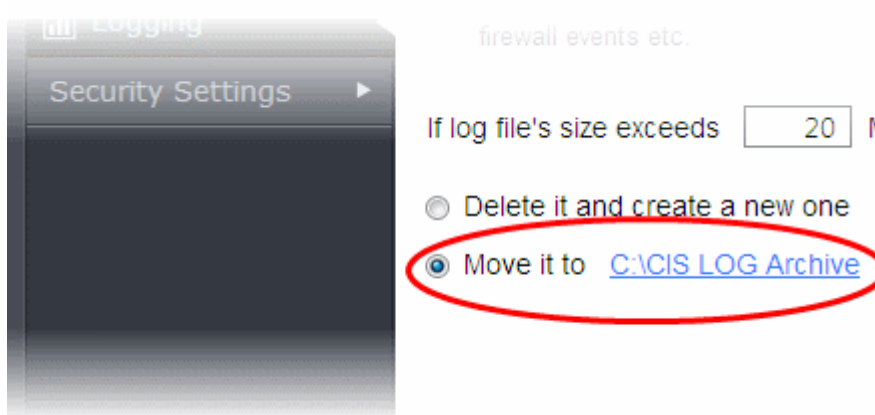 Logging
firewall events etc.
Security Settings
If log file's size exceeds 20 M
Delete it and create a new one
Move it to C:\CIS LOG Archive